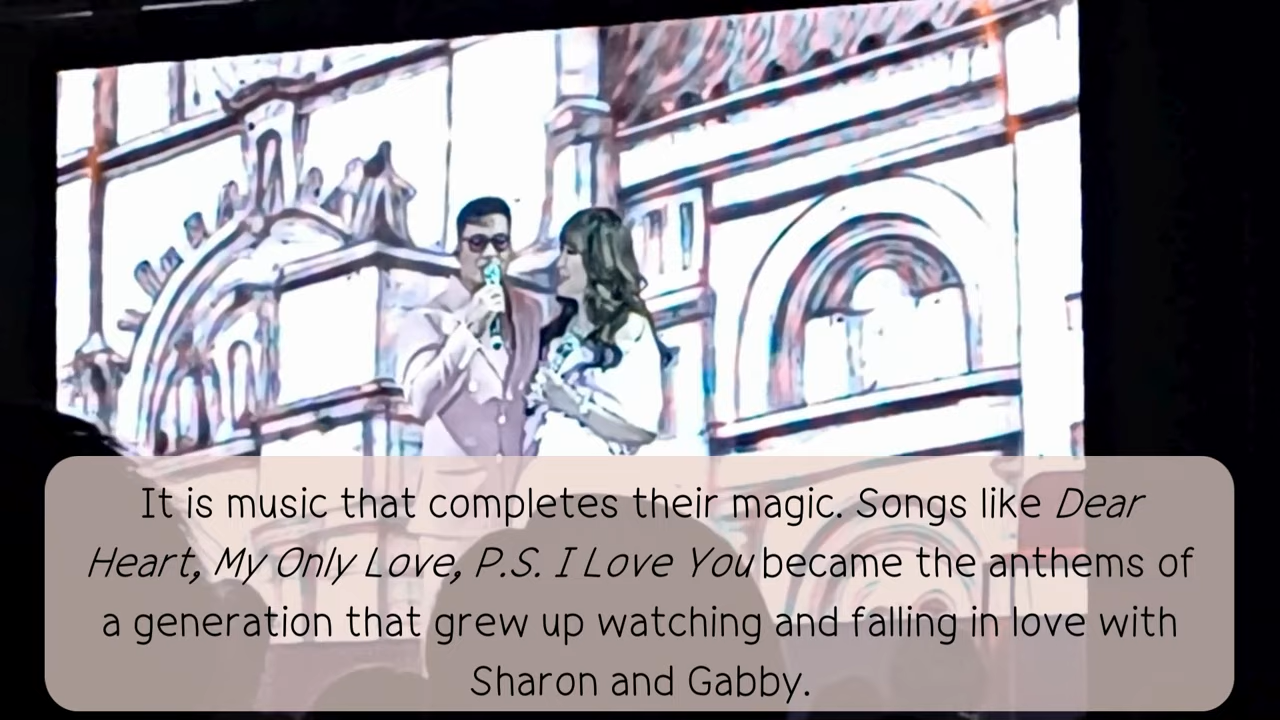 It is music that completes their magic. Songs like Dear
Heart, My Only Love, P.S. I Love You became the anthems of
a generation that grew up watching and falling in love with
Sharon and Gabby.